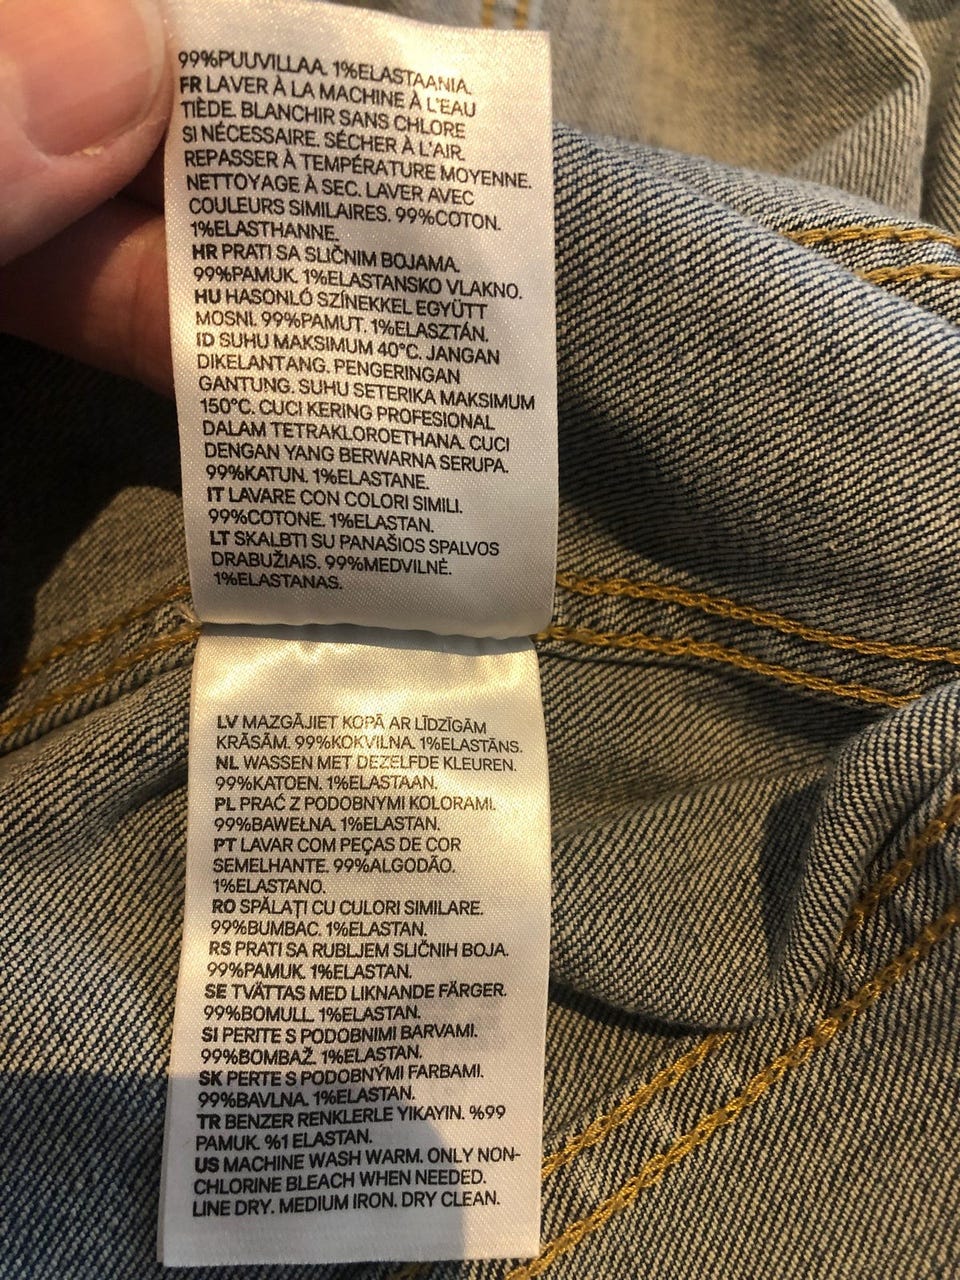 99%PUUVILLAA. 1%ELASTAANIA.
FR LAVER À LA MACHINE À L'EAU
TIÈDE. BLANCHIR SANS CHLORE
SI NÉCESSAIRE. SÉCHER À L'AIR.
REPASSER À TEMPÉRATURE MOYENNE.
NETTOYAGE À SEC. LAVER AVEC
COULEURS SIMILAIRES. 99%COTON.
1%ELASTHANNE.
HR PRATI SA SLIČNIM BOJAMA.
99%PAMUK. 1%ELASTANSKO VLAKNO.
HU HASONLÓ SZÍNEKKEL EGYÜTT
MOSNI. 99%PAMUT. 1%ELASZTÁN.
ID SUHU MAKSIMUM 40°C. JANGAN
DIKELANTANG. PENGERINGAN
GANTUNG. SUHU SETERIKA MAKSIMUM
150°C. CUCI KERING PROFESIONAL
DALAM TETRAKLOROETHANA. CUCI
DENGAN YANG BERWARNA SERUPA.
99%KATUN. 1%ELASTANE.
IT LAVARE CON COLORI SIMILI.
99%COTONE. 1%ELASTAN.
LT SKALBTI SU PANAŠIOS SPALVOS
DRABUŽIAIS. 99%MEDVILNĖ.
1%ELASTANAS.
LV MAZGĀJIET KOPĀ AR LĪDZĪGĀM
KRĀSĀM. 99%KOKVILNA. 1%ELASTĀNS.
NL WASSEN MET DEZELFDE KLEUREN.
99%KATOEN. 1%ELASTAAN.
PL PRAĆ Z PODOBNYMI KOLORAMI.
99%BAWEŁNA. 1%ELASTAN.
PT LAVAR COM PEÇAS DE COR
SEMELHANTE. 99%ALGODÃO.
1%ELASTANO.
RO SPĂLAȚI CU CULORI SIMILARE.
99%BUMBAC. 1%ELASTAN.
RS PRATI SA RUBLJEM SLIČNIH BOJA.
99%PAMUK. 1%ELASTAN.
SE TVÄTTAS MED LIKNANDE FÄRGER.
99%BOMULL. 1%ELASTAN.
SI PERITE S PODOBNIMI BARVAMI.
99%BOMBAŽ. 1%ELASTAN.
SK PERTE S PODOBNÝMI FARBAMI.
99%BAVLNA. 1%ELASTAN.
TR BENZER RENKLERLE YIKAYIN. %99
PAMUK. %1 ELASTAN.
US MACHINE WASH WARM. ONLY NON-
CHLORINE BLEACH WHEN NEEDED.
LINE DRY. MEDIUM IRON. DRY CLEAN.